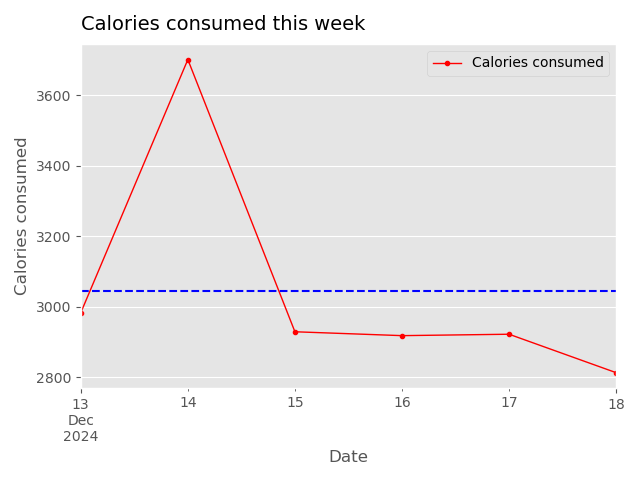 Calories consumed this week
Calories consumed
3600
3400
3200
3000
2800
Calories consumed
13
Dec
2024
14
15
16
17
18
Date